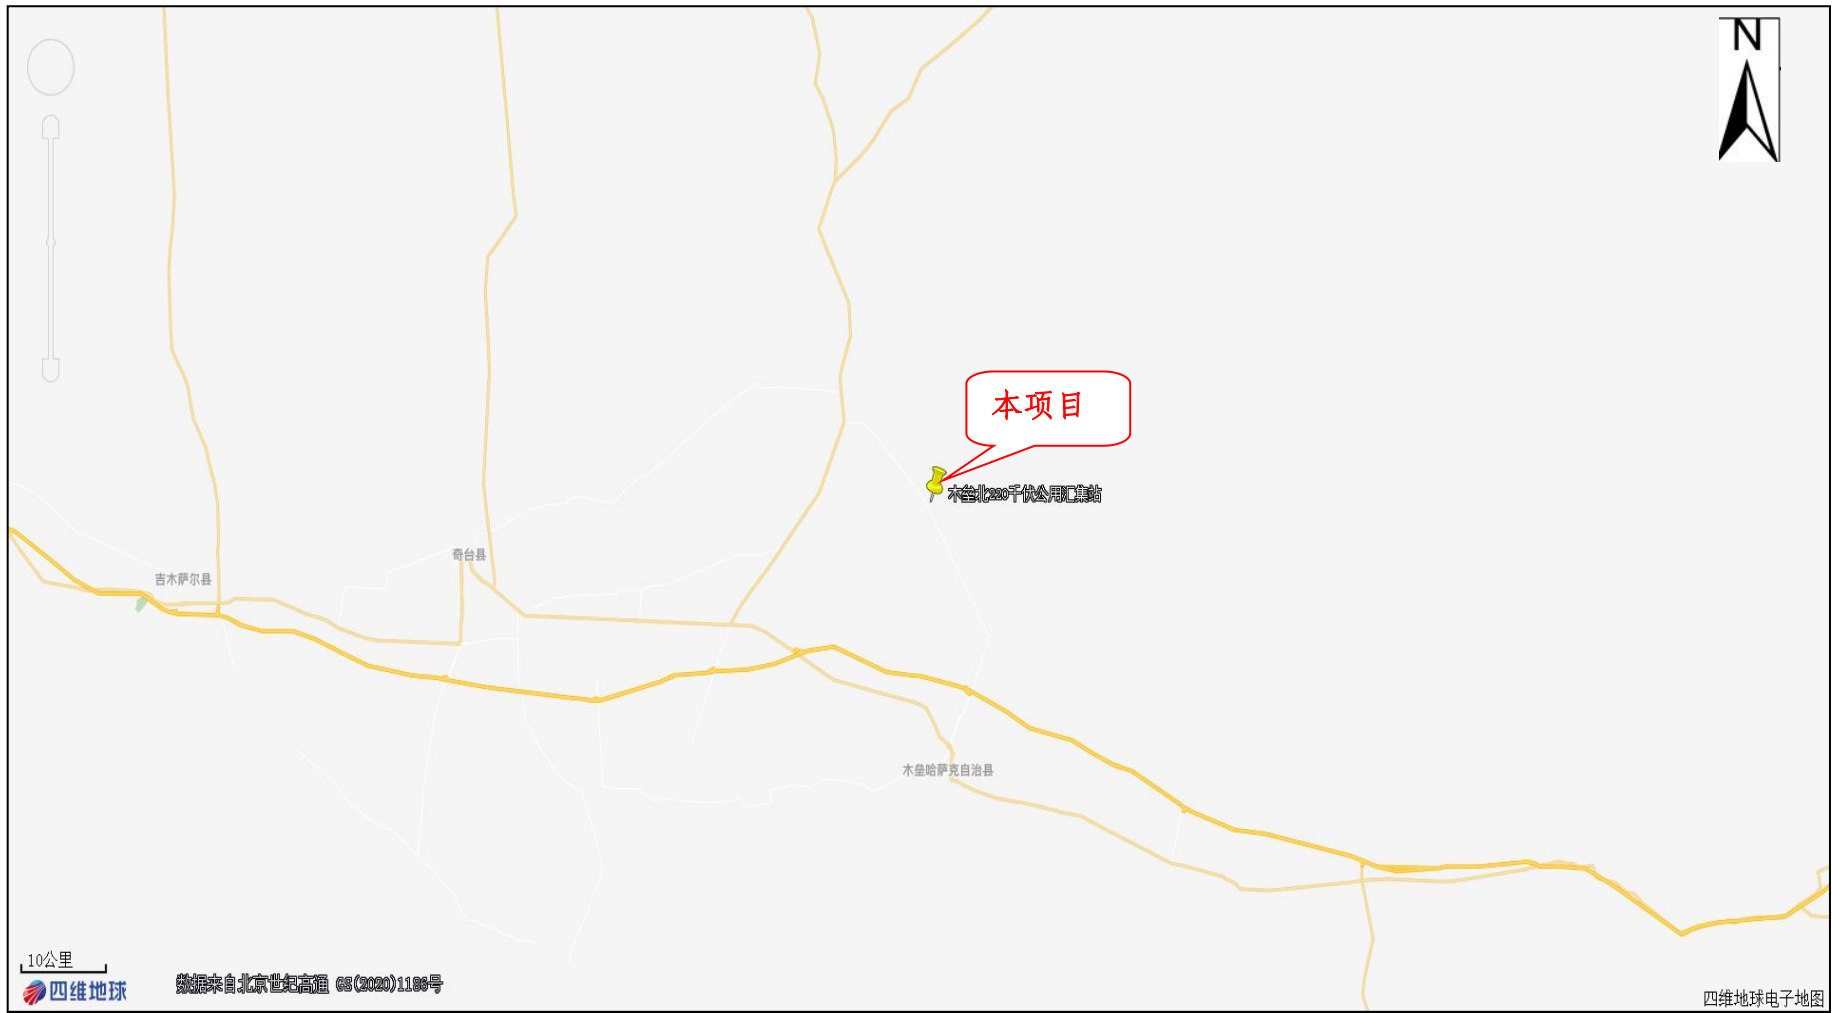 N
本项目
木垒北220千伏公用汇集站
奇台县
吉木萨尔县
木垒哈萨克自治县
10公里
四维地球
数据来自北京世纪高通 GS(2020)1186号
四维地球电子地图